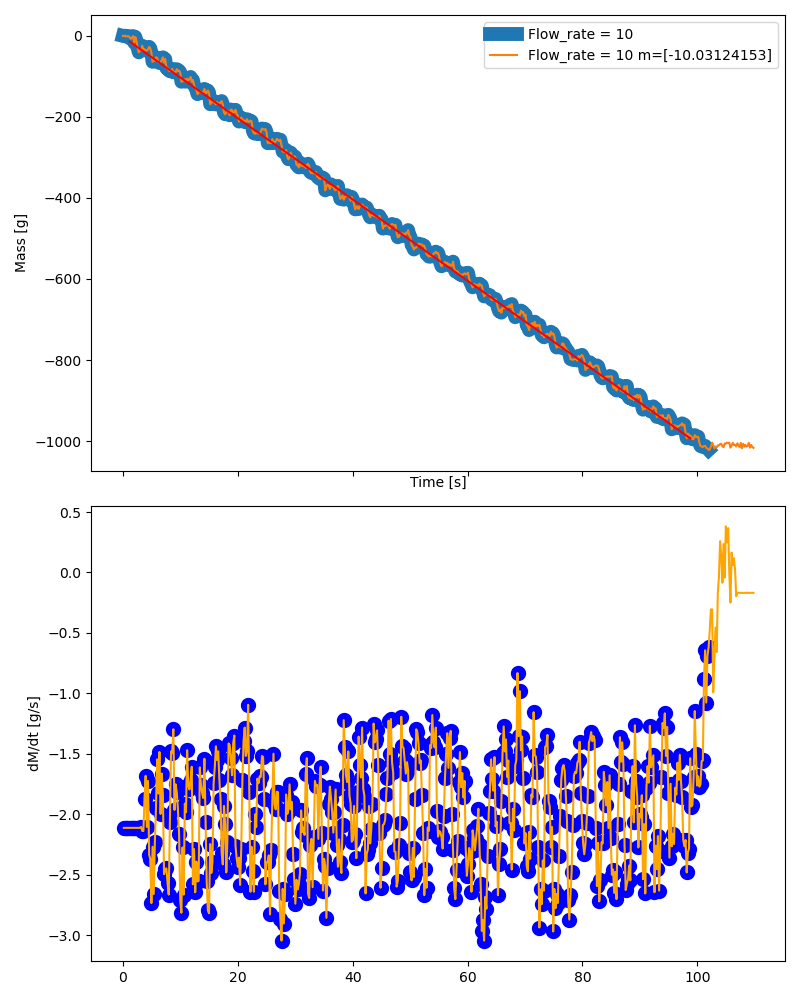 Flow_rate = 10
Flow_rate = 10 m=[-10.03124153]
0
−200
−400
−600
−800
−1000
Mass [g]
Time [s]
0.5
0.0
−0.5
−1.0
−1.5
−2.0
−2.5
−3.0
dM/dt [g/s]
0 20 40 60 80 100